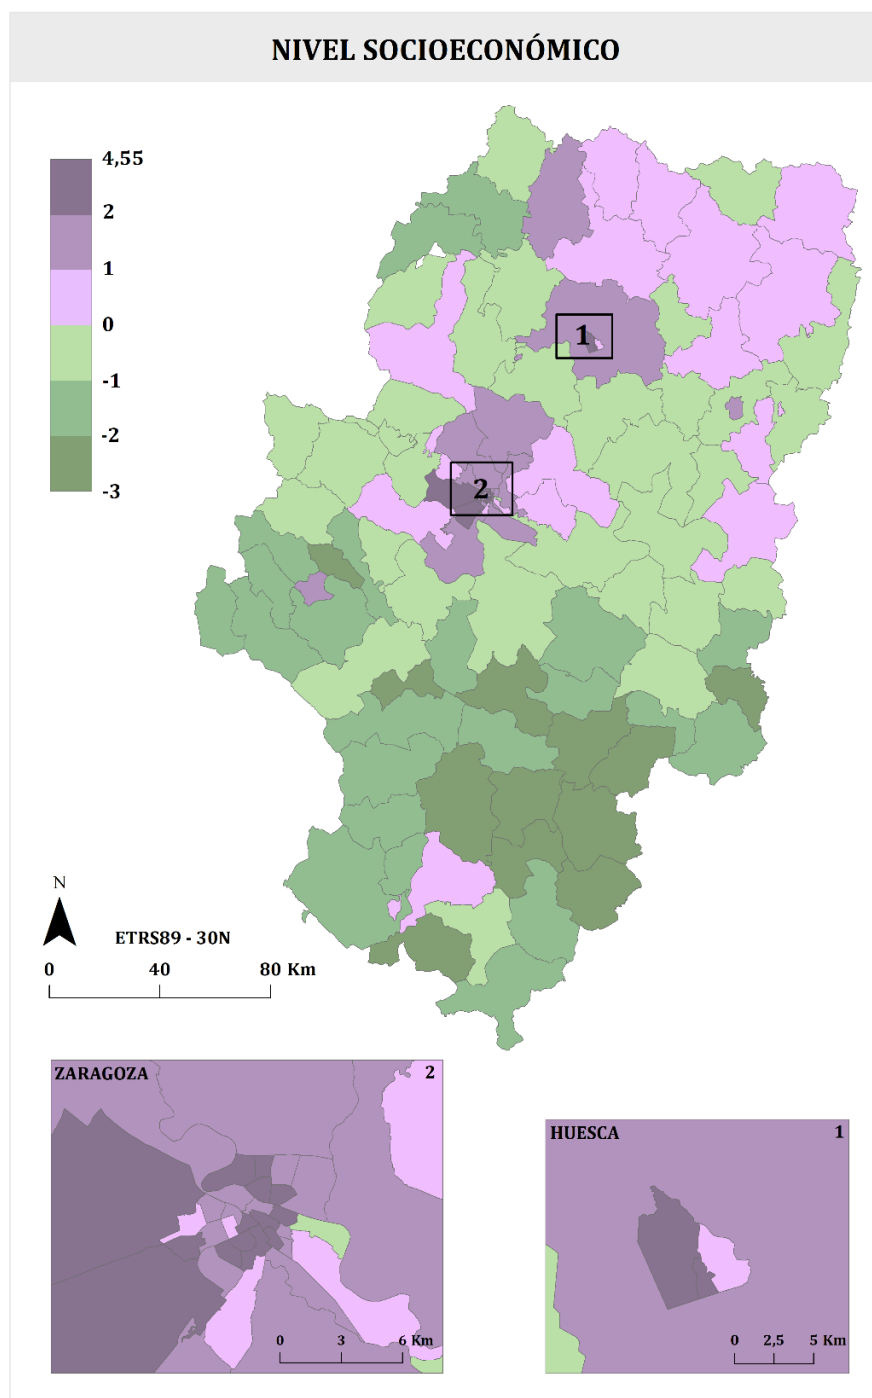 NIVEL SOCIOECONÓMICO
4,55
2
1
0
-1
-2
-3
1
2
N
ETRS89 - 30N
0 40 80 Km
ZARAGOZA 2
0 3 6 Km
HUESCA 1
0 2,5 5 Km